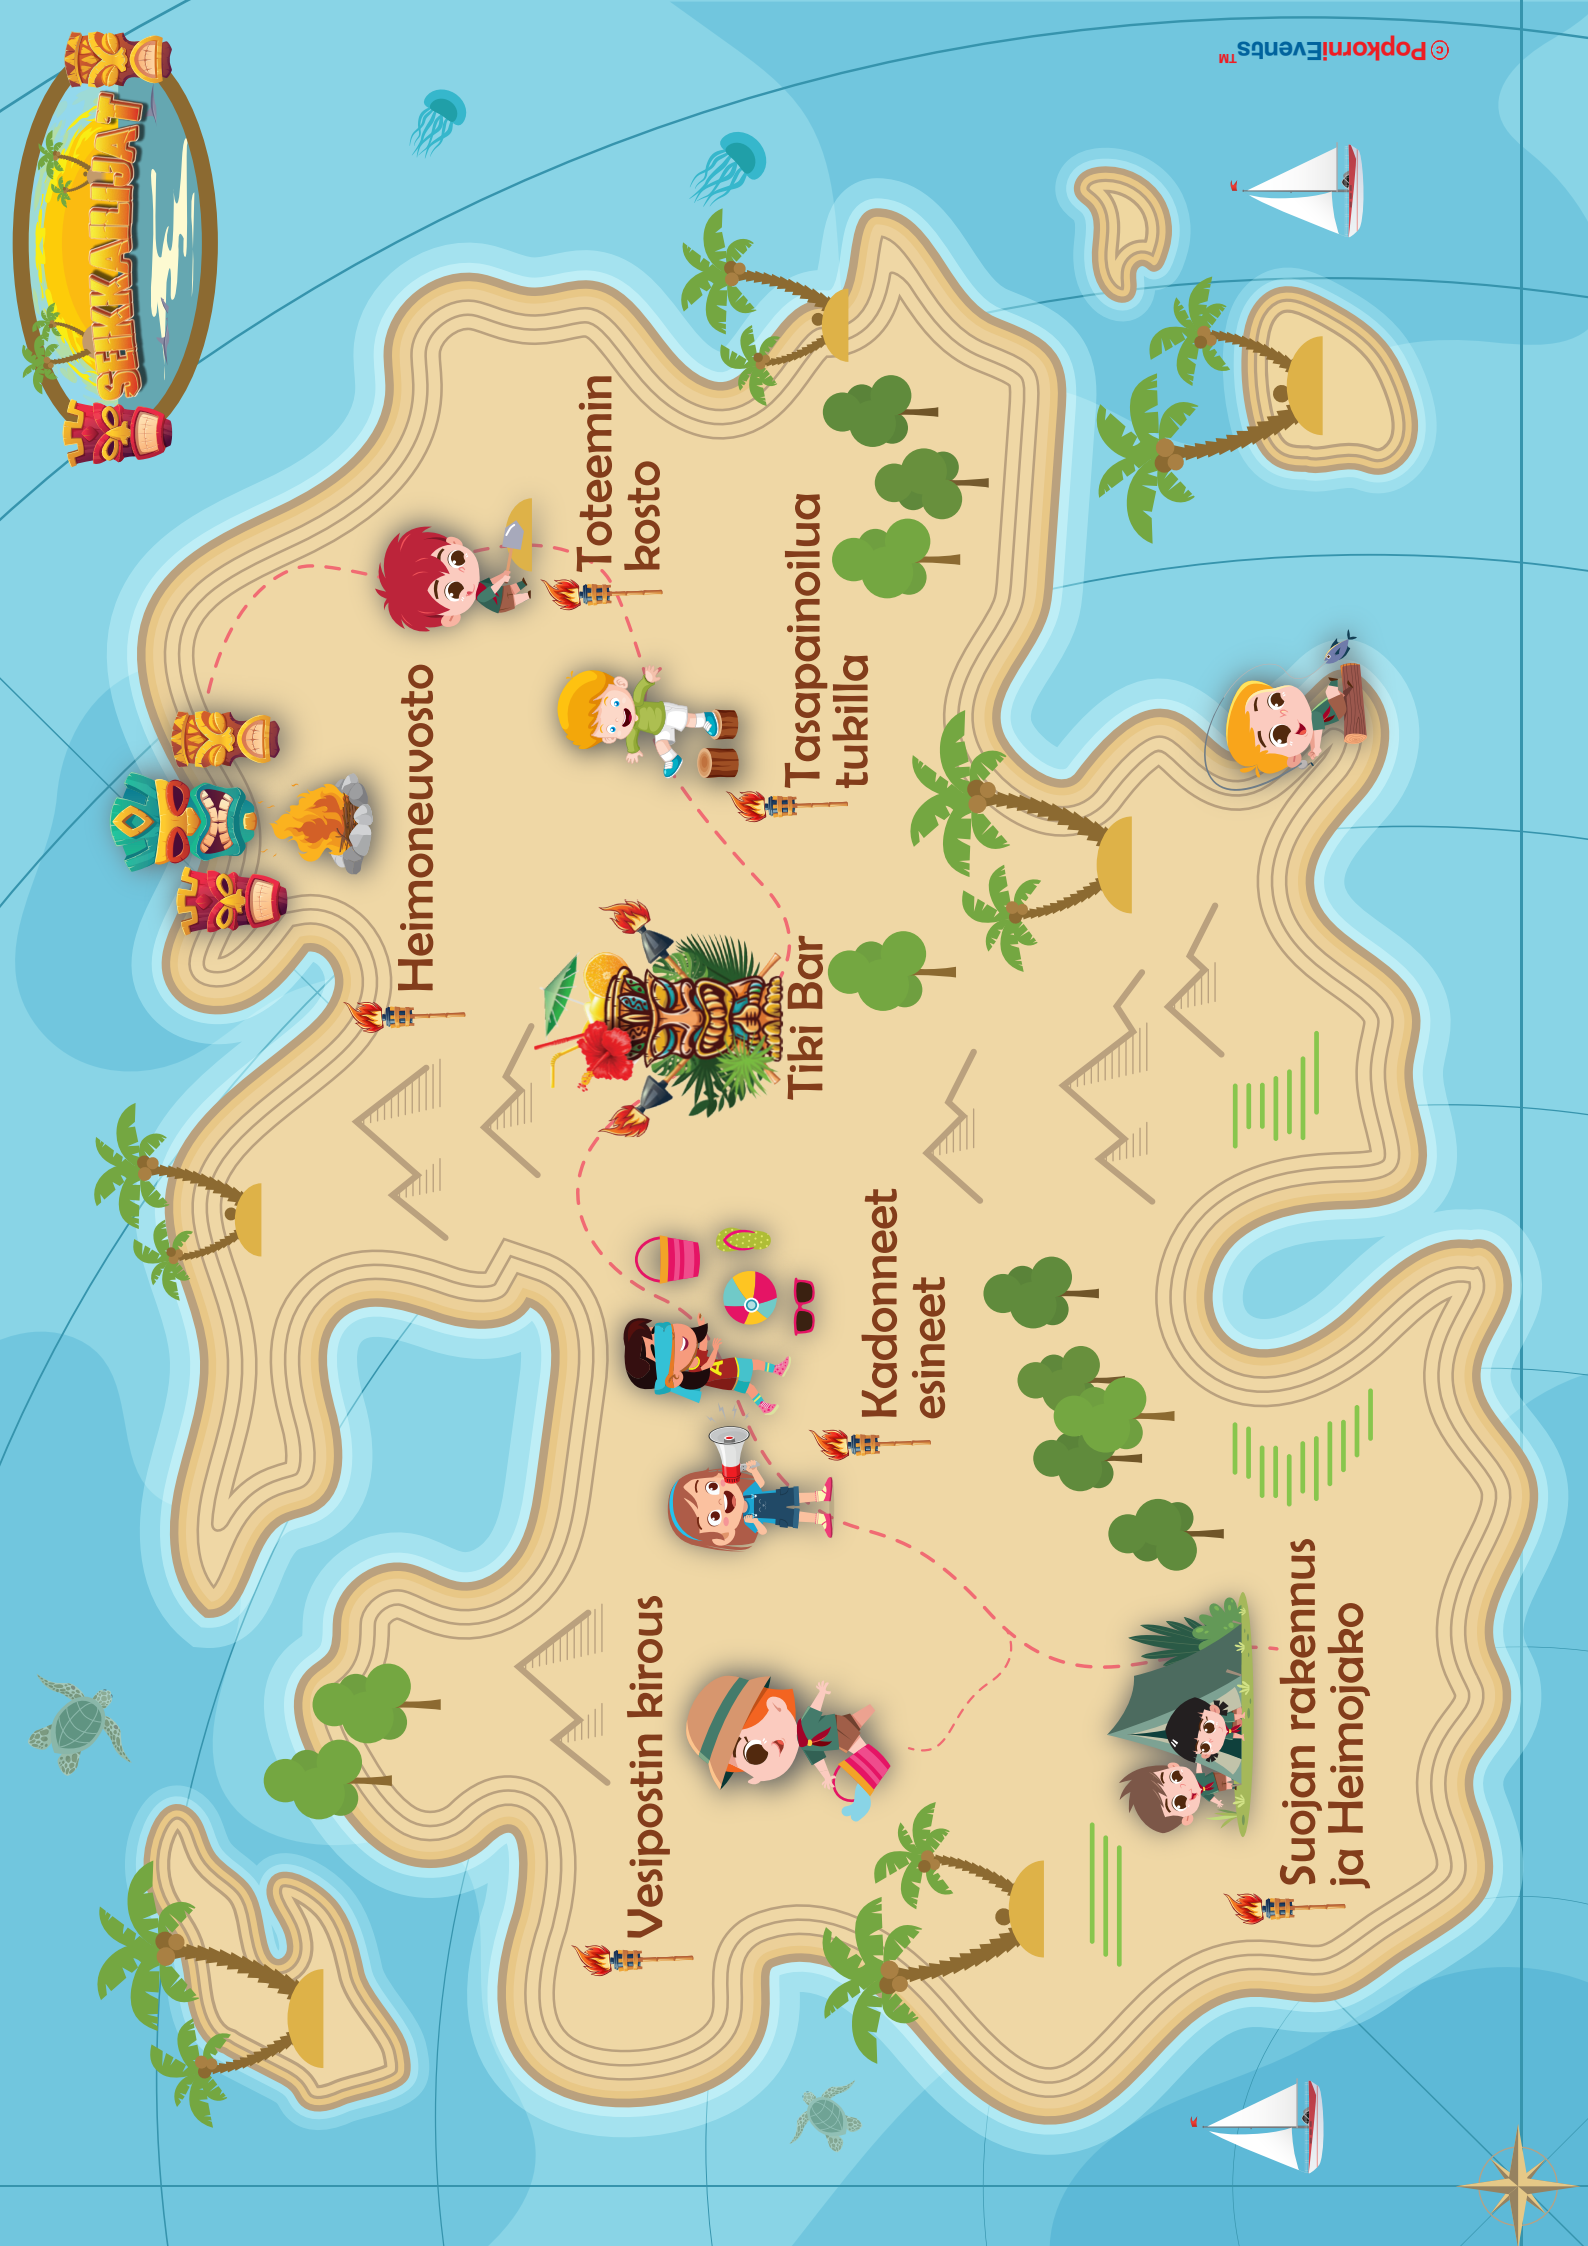 SEIKKAILIJAT
Heimoneuvosto
Toteemin
kosto
Tasapainoilua
tukilla
Tiki Bar
Kadonneet
esineet
Vesipostin kirous
Suojan rakennus
ja Heimojako
© PopkorniEvents™